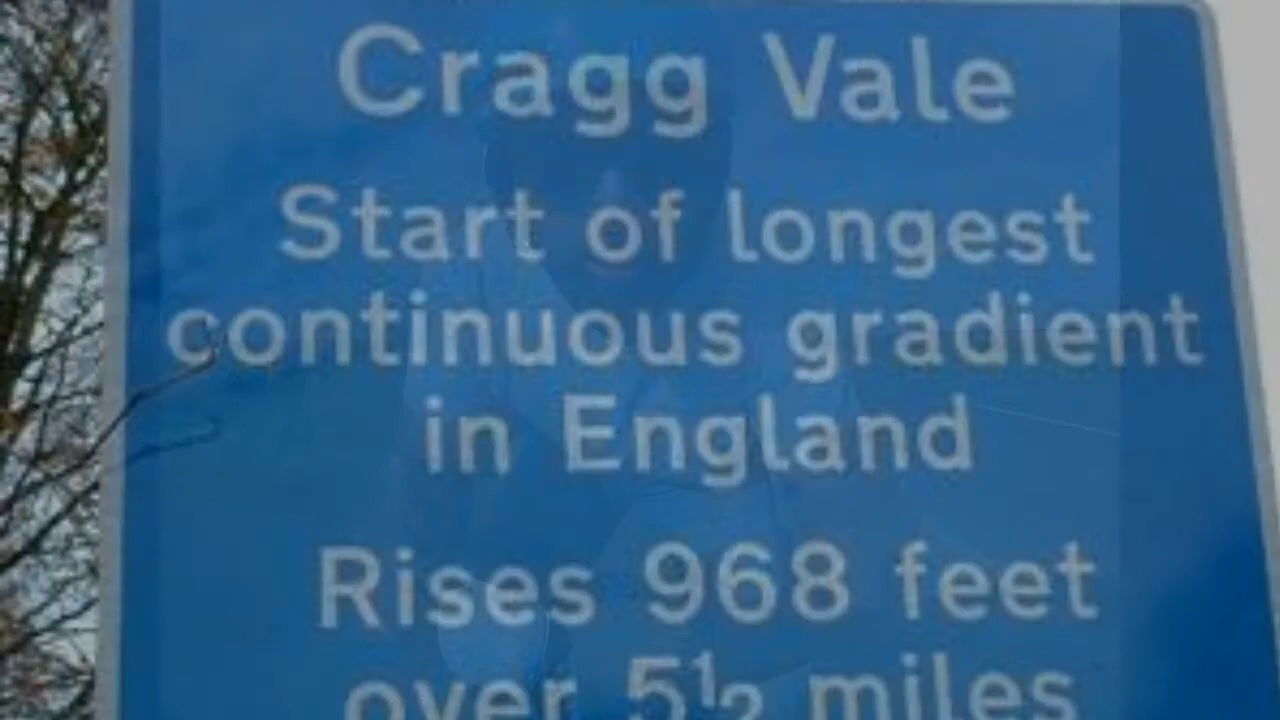 Cragg Vale
Start of longest
continuous gradient
in England
Rises 968 feet
over 5½ miles